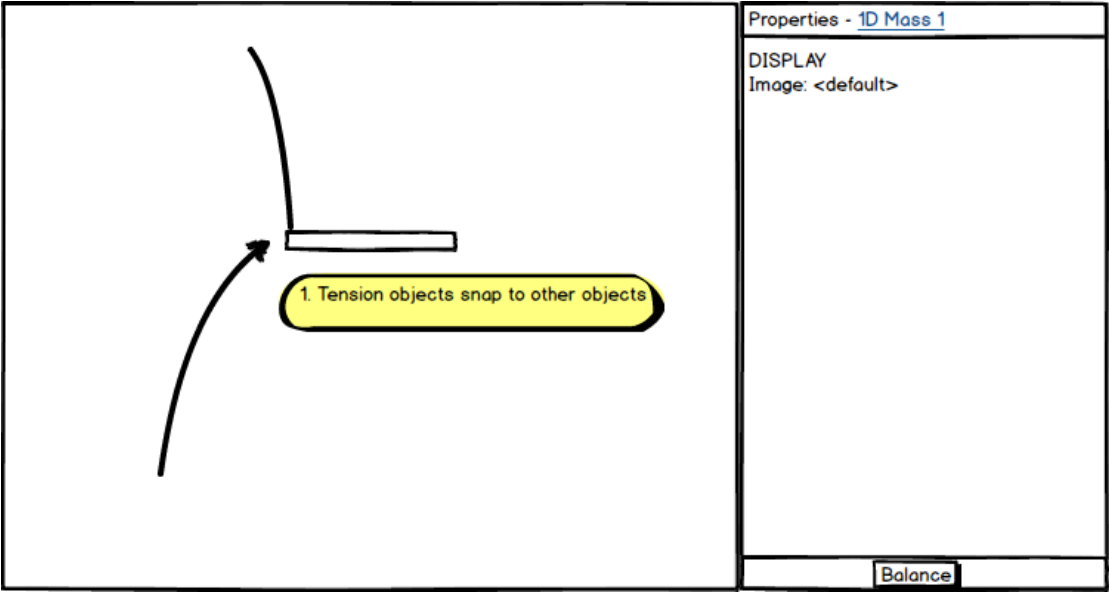 Properties - 1D Mass 1
DISPLAY
Image: <default>
1. Tension objects snap to other objects
Balance